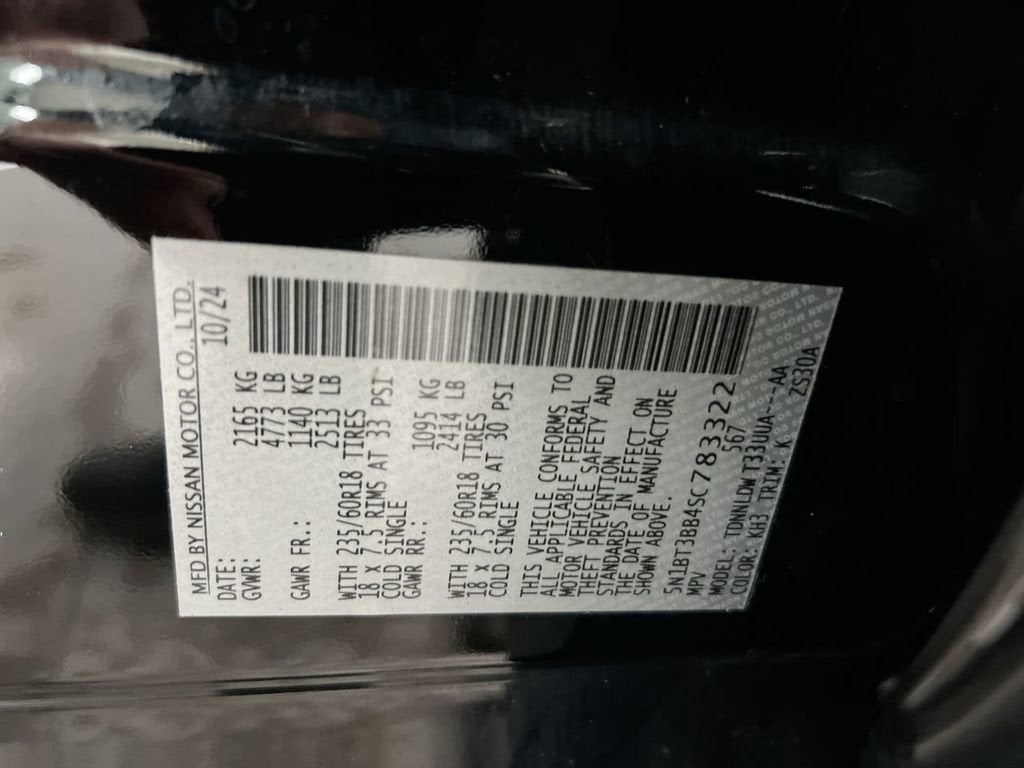 MFD BY NISSAN MOTOR CO., LTD.
DATE: 10/24
GVWR: 2165 KG
4773 LB
GAWR FR.: 1140 KG
2513 LB
WITH 235/60R18 TIRES
18 X 7.5 RIMS AT 33 PSI
COLD SINGLE
GAWR RR.: 1095 KG
2414 LB
WITH 235/60R18 TIRES
18 X 7.5 RIMS AT 30 PSI
COLD SINGLE
THIS VEHICLE CONFORMS TO
ALL APPLICABLE FEDERAL
MOTOR VEHICLE SAFETY AND
THEFT PREVENTION
STANDARDS IN EFFECT ON
THE DATE OF MANUFACTURE
SHOWN ABOVE.
5N1BT3BB4SC783322
MPV 567
MODEL: TDNNLDW T33UUA---AA
COLOR: KH3 TRIM: K ZS30A